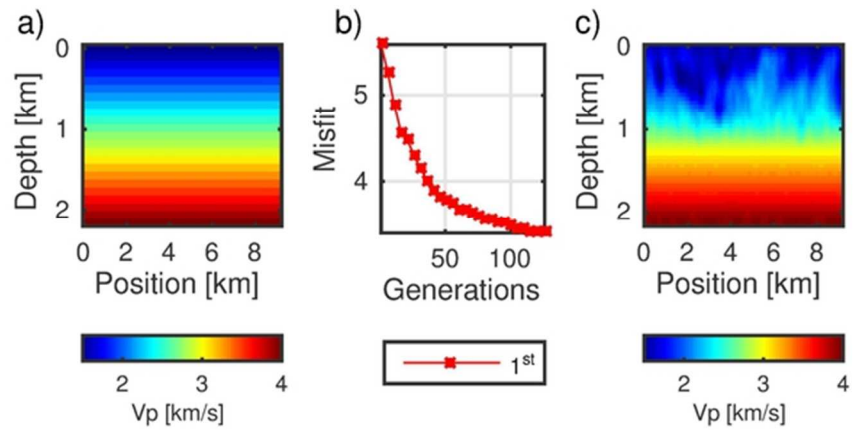 a)
0
1
2
Depth [km]
0 2 4 6 8
Position [km]
2 3 4
Vp [km/s]
b)
5
4
Misfit
50 100
Generations
1st
c)
0
1
2
Depth [km]
0 2 4 6 8
Position [km]
2 3 4
Vp [km/s]